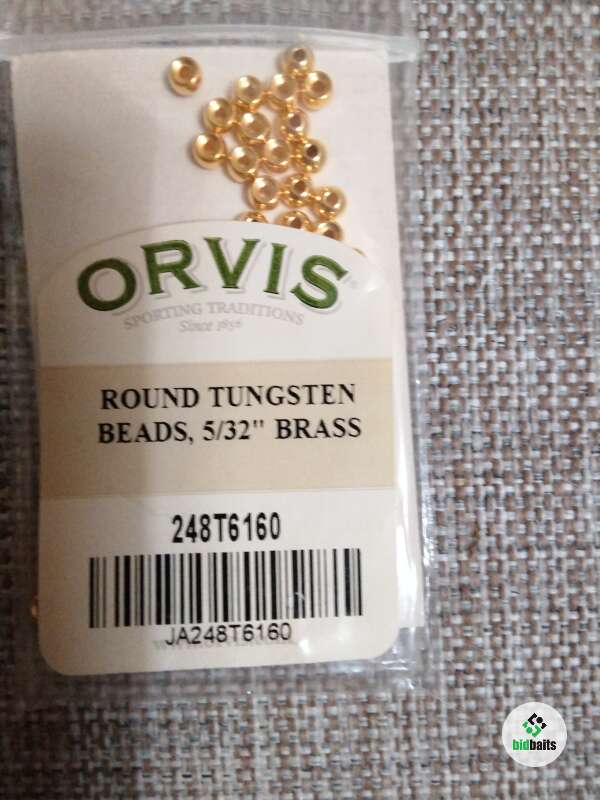 ORVIS
SPORTING TRADITIONS
Since 1856
ROUND TUNGSTEN
BEADS, 5/32" BRASS
248T6160
JA248T6160
bidbaits